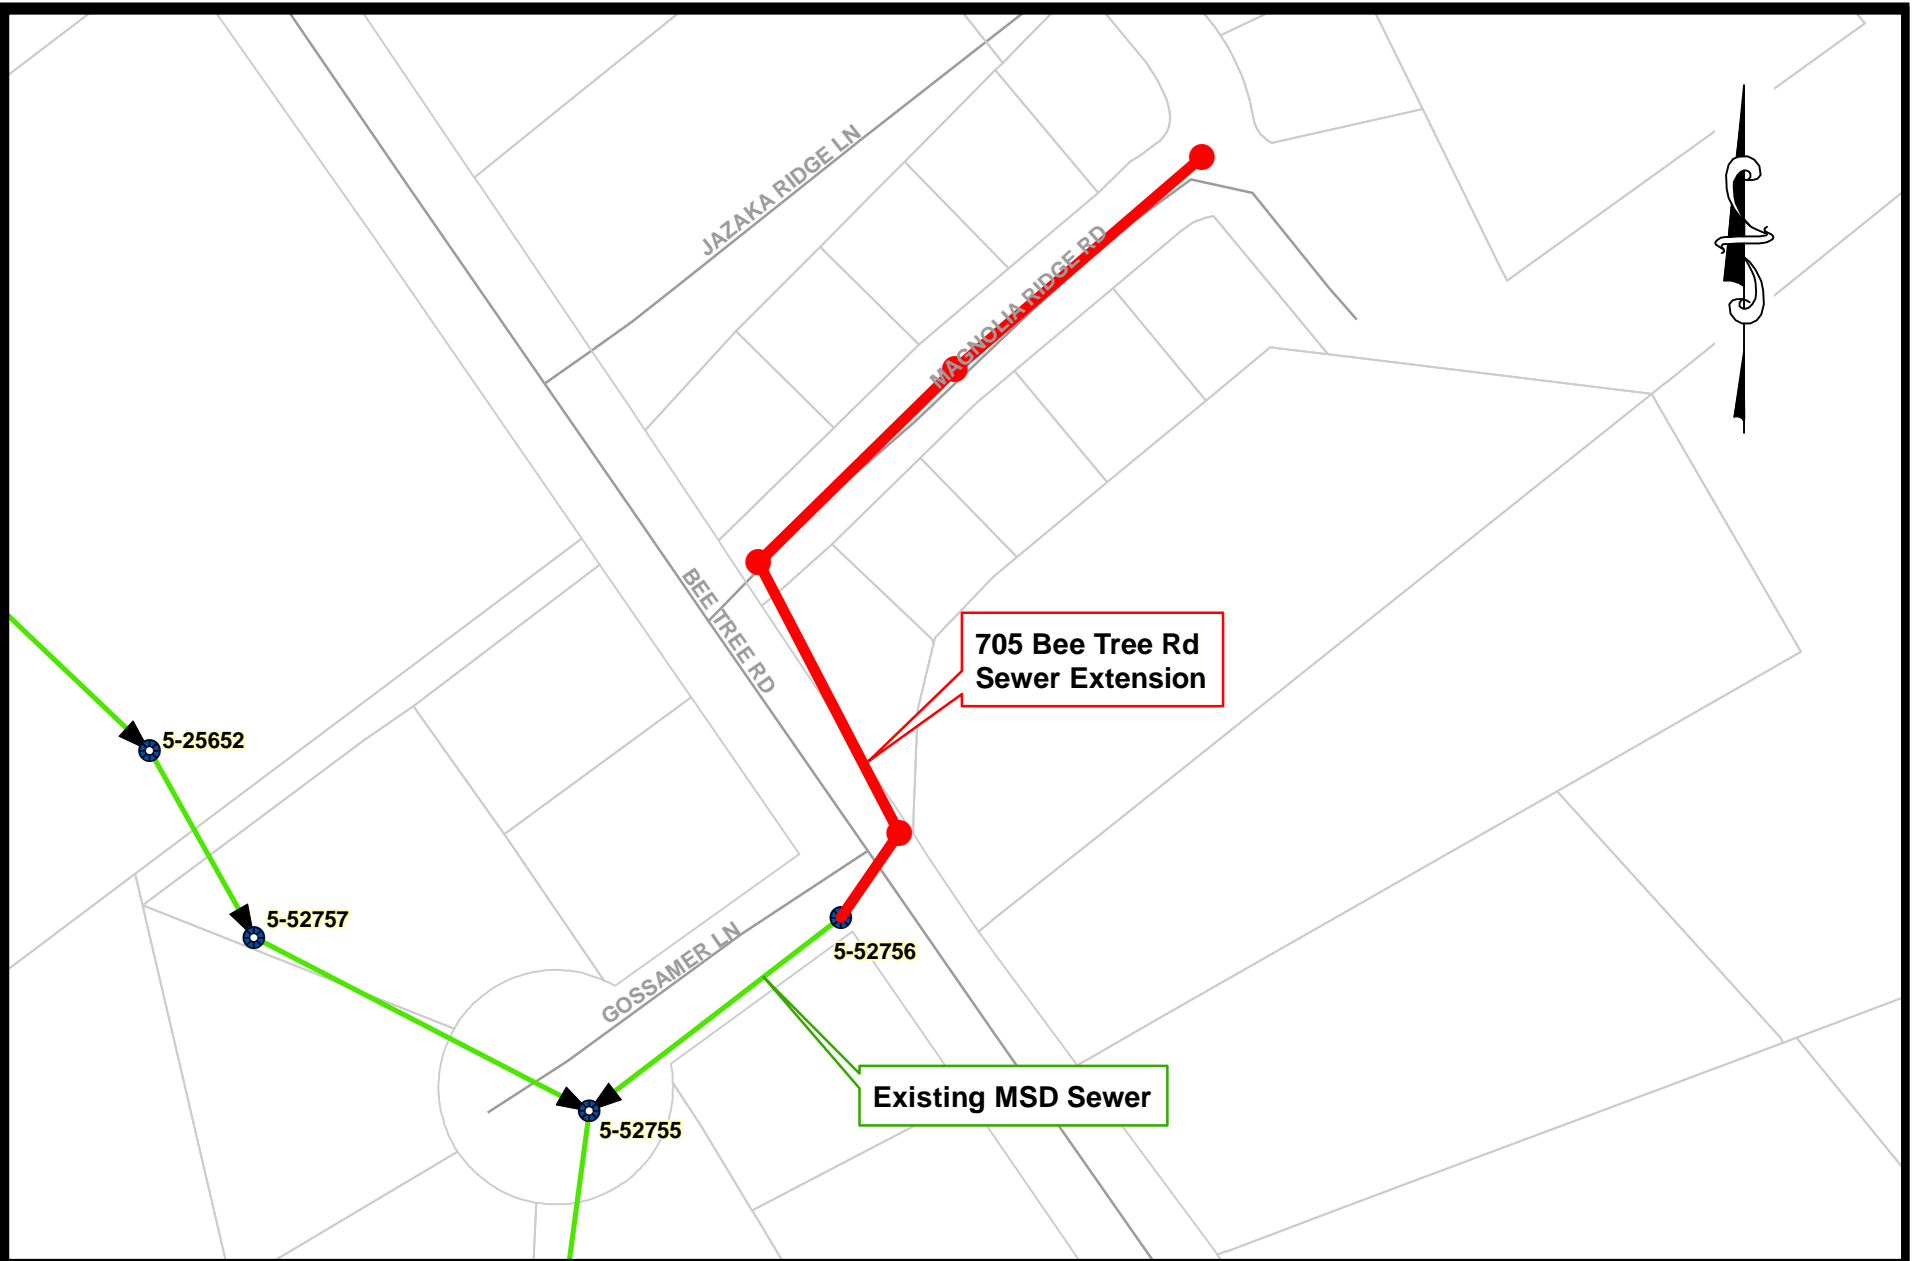 JAZAKA RIDGE LN
MAGNOLIA RIDGE RD
BEE TREE RD
705 Bee Tree Rd
Sewer Extension
5-25652
5-52757
5-52756
GOSSAMER LN
Existing MSD Sewer
5-52755